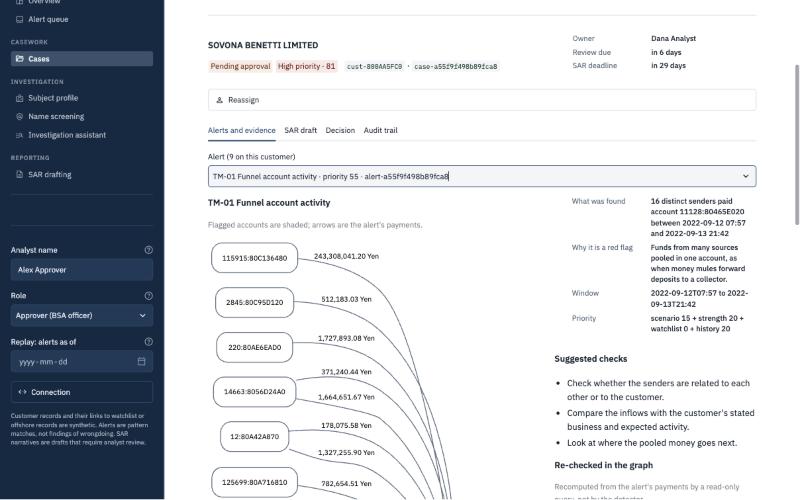 Overview
Alert queue
CASEWORK
Cases
INVESTIGATION
Subject profile
Name screening
Investigation assistant
REPORTING
SAR drafting
Analyst name
Alex Approver
Role
Approver (BSA officer)
Replay: alerts as of
yyyy-mm-dd
Connection
Customer records and their links to watchlist or
offshore records are synthetic. Alerts are pattern
matches, not findings of wrongdoing. SAR
narratives are drafts that require analyst review.
SOVONA BENETTI LIMITED
Pending approval High priority · 81 cust-800AA5FC0 · case-a55f9f498b89fca8
Owner Dana Analyst
Review due in 6 days
SAR deadline in 29 days
Reassign
Alerts and evidence SAR draft Decision Audit trail
Alert (9 on this customer)
TM-01 Funnel account activity · priority 55 · alert-a55f9f498b89fca8
TM-01 Funnel account activity
Flagged accounts are shaded; arrows are the alert's payments.
115915:80C136480
243,308,041.20 Yen
2845:80C95D120
512,183.03 Yen
220:80AE6EAD0
1,727,893.08 Yen
371,240.44 Yen
14663:8056D24A0
1,664,651.67 Yen
178,075.58 Yen
12:80A42A870
1,327,255.90 Yen
125699:80A716810
782,654.51 Yen
What was found
16 distinct senders paid
account 11128:80465E020
between 2022-09-12 07:57
and 2022-09-13 21:42
Why it is a red flag
Funds from many sources
pooled in one account, as
when money mules forward
deposits to a collector.
Window
2022-09-12T07:57 to 2022-
09-13T21:42
Priority
scenario 15 + strength 20 +
watchlist 0 + history 20
Suggested checks
Check whether the senders are related to each
other or to the customer.
Compare the inflows with the customer's stated
business and expected activity.
Look at where the pooled money goes next.
Re-checked in the graph
Recomputed from the alert's payments by a read-only